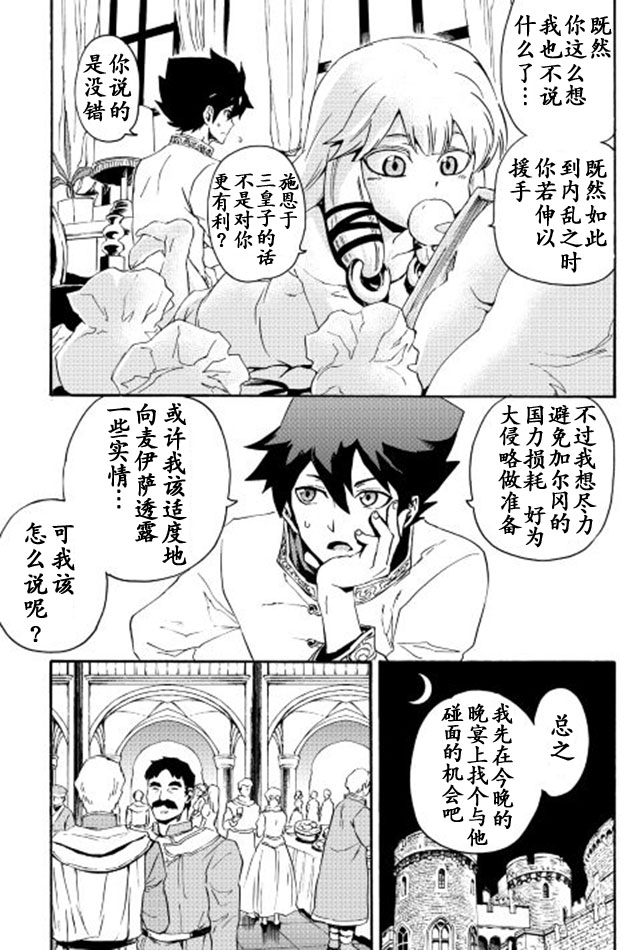 既然
你这么想
我也不说
什么了…
既然如此
到内乱之时
你若伸以
援手
施恩于
三皇子的话
不是对你
更有利？
你说的
是没错
不过我想尽力
避免加尔冈的
国力损耗 好为
大侵略做准备
或许我该适度地
向麦伊萨透露
一些实情…
可我该
怎么说呢？
总之
我先在今晚的
晚宴上找个与他
碰面的机会吧